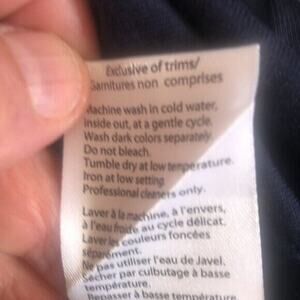 Exclusive of trims/
Garnitures non comprises
Machine wash in cold water,
inside out, at a gentle cycle.
Wash dark colors separately.
Do not bleach.
Tumble dry at low temperature.
Iron at low setting.
Professional cleaners only.
Laver à la machine, à l'envers,
à l'eau froide au cycle délicat.
Laver les couleurs foncées
séparément.
Ne pas utiliser l'eau de Javel.
Sécher par culbutage à basse
température.
Repasser à basse température